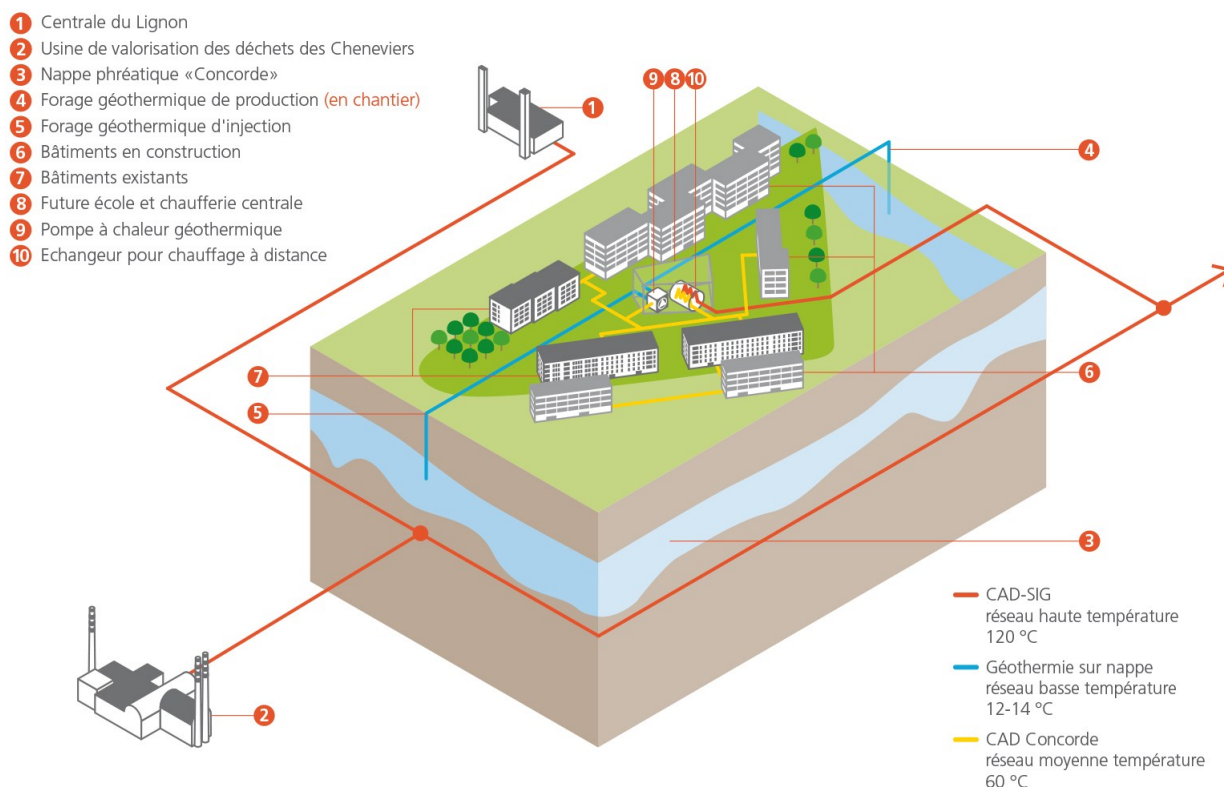 1 Centrale du Lignon
2 Usine de valorisation des déchets des Cheneviers
3 Nappe phréatique «Concorde»
4 Forage géothermique de production (en chantier)
5 Forage géothermique d'injection
6 Bâtiments en construction
7 Bâtiments existants
8 Future école et chaufferie centrale
9 Pompe à chaleur géothermique
10 Echangeur pour chauffage à distance
9 8 10
1
4
7
6
5
3
2
CAD-SIG
réseau haute température
120 °C
Géothermie sur nappe
réseau basse température
12-14 °C
CAD Concorde
réseau moyenne température
60 °C